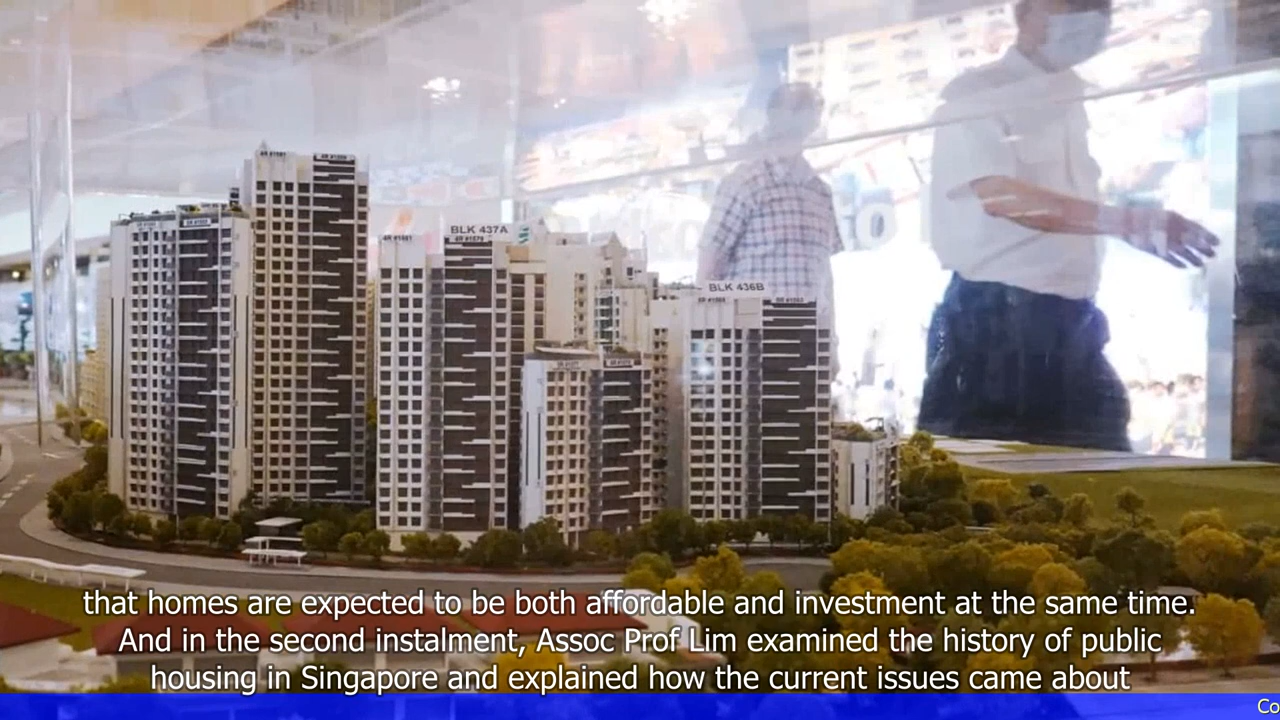 BLK 437A
BLK 436B
that homes are expected to be both affordable and investment at the same time.
And in the second instalment, Assoc Prof Lim examined the history of public
housing in Singapore and explained how the current issues came about
Co